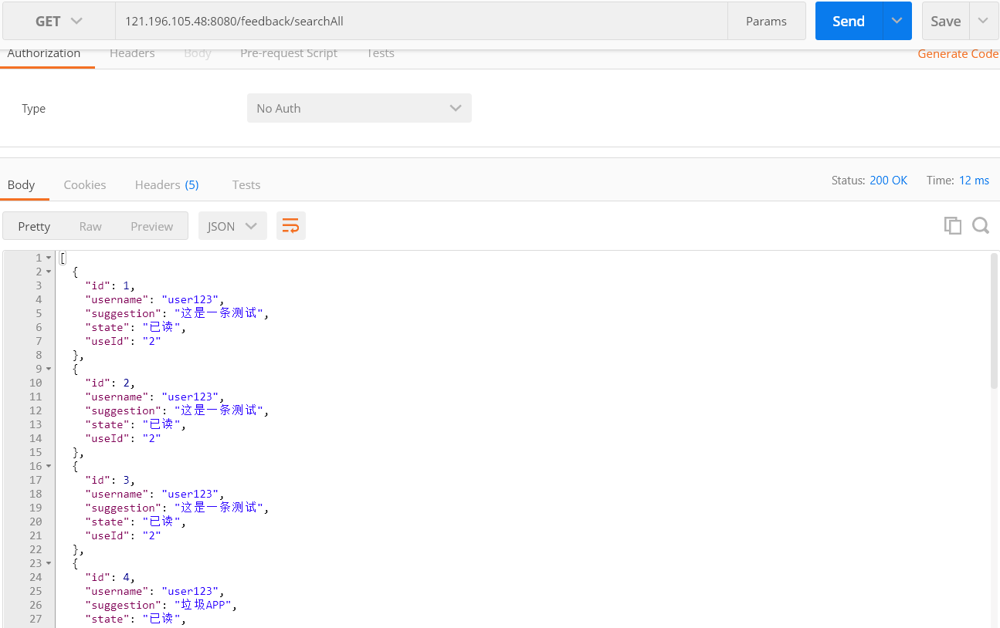 GET 121.196.105.48:8080/feedback/searchAll Params Send Save
Authorization Headers Body Pre-request Script Tests Generate Code
Type No Auth
Body Cookies Headers (5) Tests Status: 200 OK Time: 12 ms
Pretty Raw Preview JSON
1 [
2 {
3 "id": 1,
4 "username": "user123",
5 "suggestion": "这是一条测试",
6 "state": "已读",
7 "useId": "2"
8 },
9 {
10 "id": 2,
11 "username": "user123",
12 "suggestion": "这是一条测试",
13 "state": "已读",
14 "useId": "2"
15 },
16 {
17 "id": 3,
18 "username": "user123",
19 "suggestion": "这是一条测试",
20 "state": "已读",
21 "useId": "2"
22 },
23 {
24 "id": 4,
25 "username": "user123",
26 "suggestion": "垃圾APP",
27 "state": "已读",